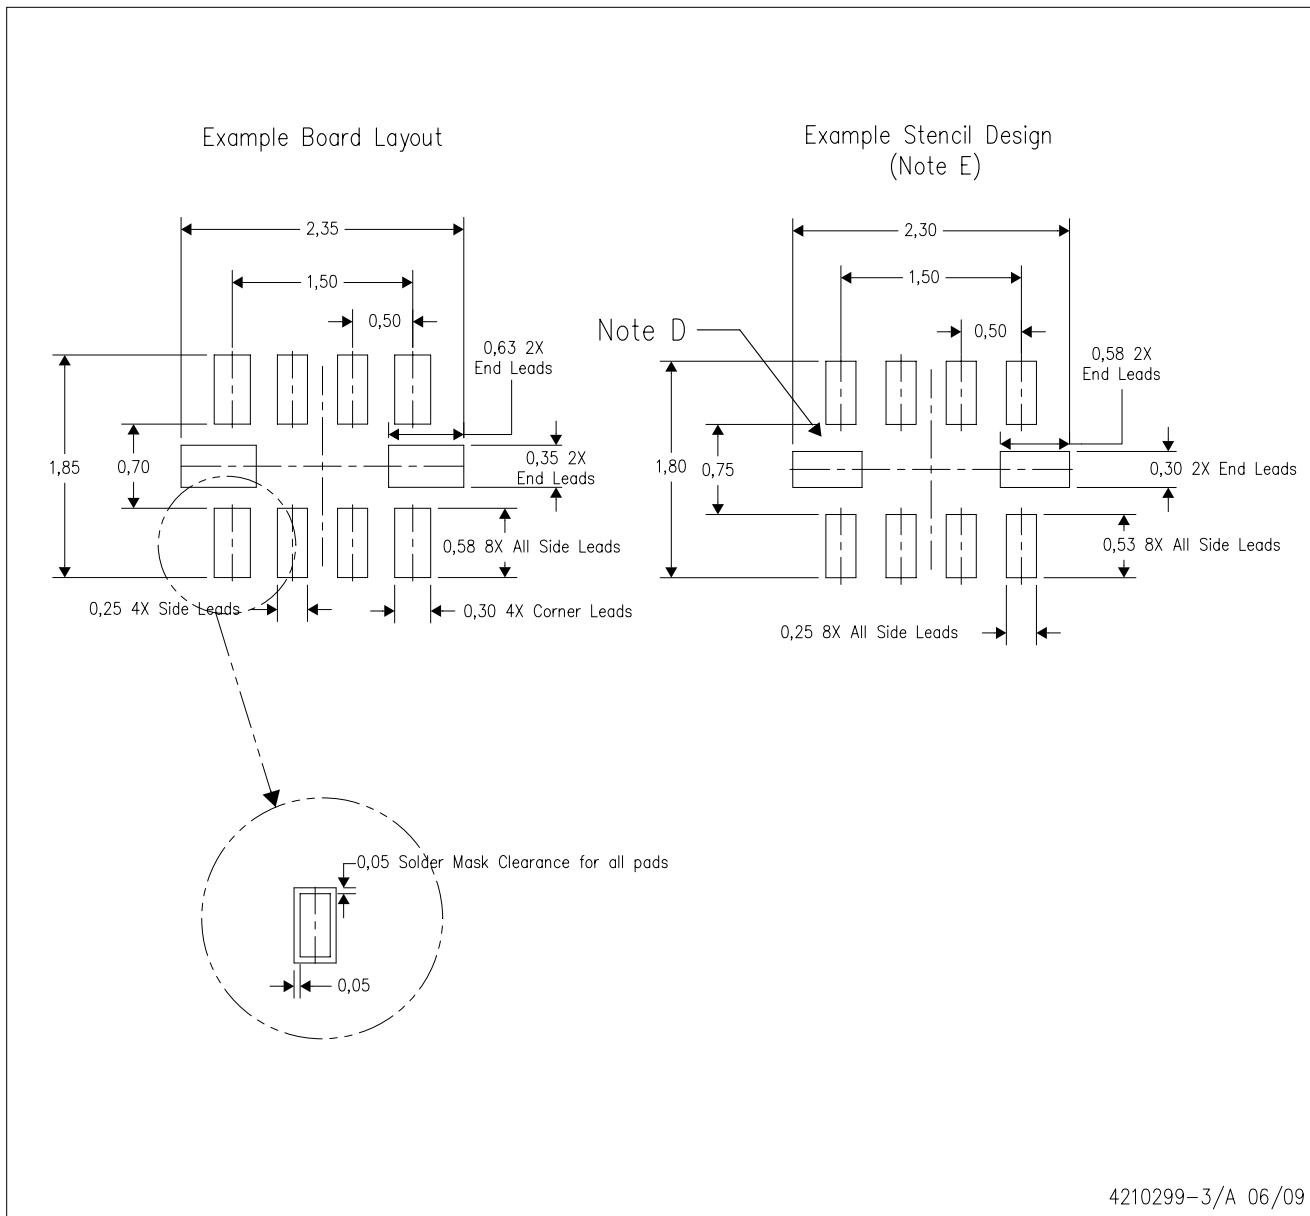 Example Board Layout
2,35
1,50
0,50
0,63 2X
End Leads
1,85
0,70
0,35 2X
End Leads
0,58 8X All Side Leads
0,25 4X Side Leads
0,30 4X Corner Leads
0,05 Solder Mask Clearance for all pads
0,05
Example Stencil Design
(Note E)
2,30
1,50
Note D
0,50
0,58 2X
End Leads
1,80
0,75
0,30 2X End Leads
0,53 8X All Side Leads
0,25 8X All Side Leads
4210299-3/A 06/09